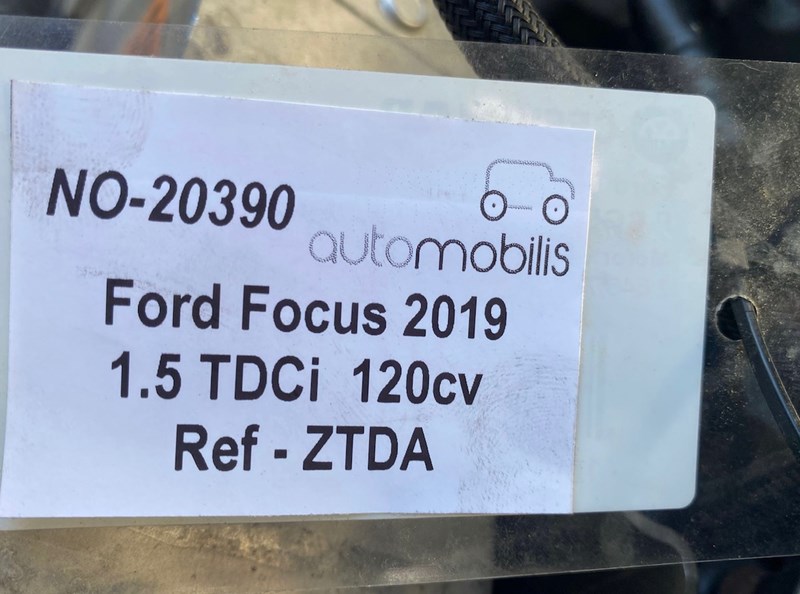 NO-20390
automobilis
Ford Focus 2019
1.5 TDCi 120cv
Ref - ZTDA